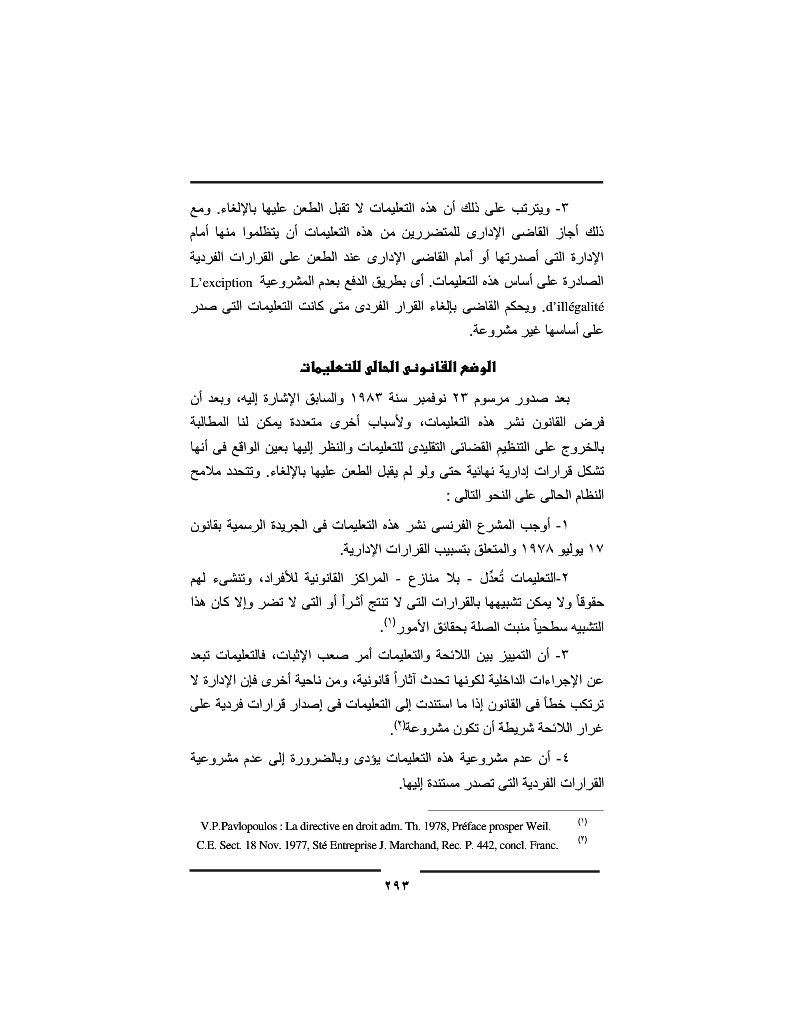 ٣- ويترتب على ذلك أن هذه التعليمات لا تقبل الطعن عليها بالإلغاء. ومع
ذلك أجاز القاضى الإدارى للمتضررين من هذه التعليمات أن يتظلموا منها أمام
الإدارة التى أصدرتها أو أمام القاضى الإدارى عند الطعن على القرارات الفردية
الصادرة على أساس هذه التعليمات. أى بطريق الدفع بعدم المشروعية L'exciption
d'illégalité. ويحكم القاضى بإلغاء القرار الفردى متى كانت التعليمات التى صدر
على أساسها غير مشروعة.
الوضع القانونى الحالى للتعليمات
بعد صدور مرسوم ٢٣ نوفمبر سنة ١٩٨٣ والسابق الإشارة إليه، وبعد أن
فرض القانون نشر هذه التعليمات، ولأسباب أخرى متعددة يمكن لنا المطالبة
بالخروج على التنظيم القضائى التقليدى للتعليمات والنظر إليها بعين الواقع فى أنها
تشكل قرارات إدارية نهائية حتى ولو لم يقبل الطعن عليها بالإلغاء. وتتحدد ملامح
النظام الحالى على النحو التالى :
١- أوجب المشرع الفرنسى نشر هذه التعليمات فى الجريدة الرسمية بقانون
١٧ يوليو ١٩٧٨ والمتعلق بتسبيب القرارات الإدارية.
٢-التعليمات تُعدِّل - بلا منازع - المراكز القانونية للأفراد، وتنشىء لهم
حقوقاً ولا يمكن تشبيهها بالقرارات التى لا تنتج أثراً أو التى لا تضر وإلا كان هذا
التشبيه سطحياً منبت الصلة بحقائق الأمور(١).
٣- أن التمييز بين اللائحة والتعليمات أمر صعب الإثبات، فالتعليمات تبعد
عن الإجراءات الداخلية لكونها تحدث آثاراً قانونية، ومن ناحية أخرى فإن الإدارة لا
ترتكب خطأ فى القانون إذا ما استندت إلى التعليمات فى إصدار قرارات فردية على
غرار اللائحة شريطة أن تكون مشروعة(٢).
٤- أن عدم مشروعية هذه التعليمات يؤدى وبالضرورة إلى عدم مشروعية
القرارات الفردية التى تصدر مستندة إليها.
(١) V.P.Pavlopoulos : La directive en droit adm. Th. 1978, Préface prosper Weil.
(٢) C.E. Sect. 18 Nov. 1977, Sté Entreprise J. Marchand, Rec. P. 442, concl. Franc.
٢٩٣